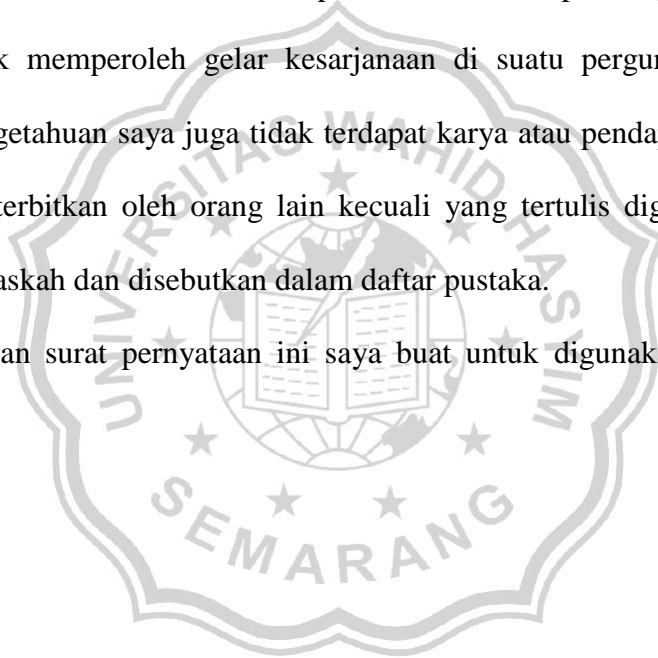 k memperoleh gelar kesarjanaan di suatu pergu
getahuan saya juga tidak terdapat karya atau penda
terbitkan oleh orang lain kecuali yang tertulis dig
askah dan disebutkan dalam daftar pustaka.
an surat pernyataan ini saya buat untuk digunak
UNIVERSITAS WAHID HASYIM
SEMARANG